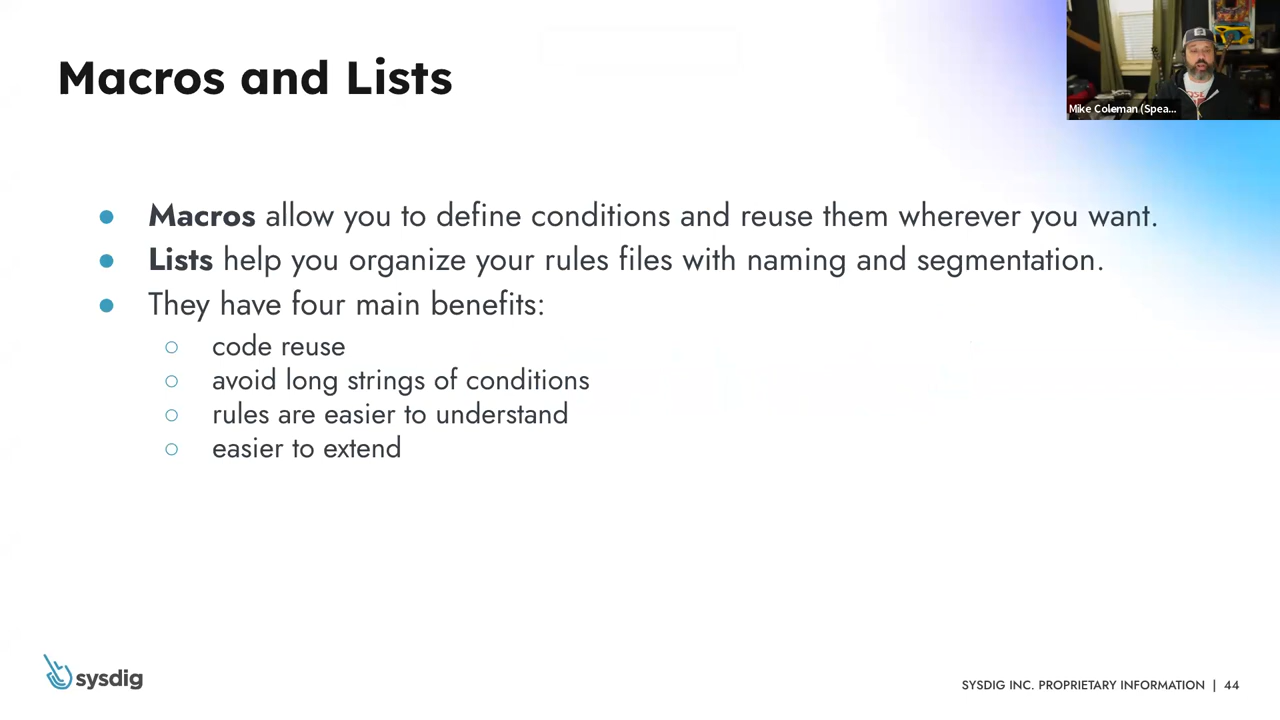 Macros and Lists
Mike Coleman (Spea...
Macros allow you to define conditions and reuse them wherever you want.
Lists help you organize your rules files with naming and segmentation.
They have four main benefits:
code reuse
avoid long strings of conditions
rules are easier to understand
easier to extend
sysdig
SYSDIG INC. PROPRIETARY INFORMATION | 44